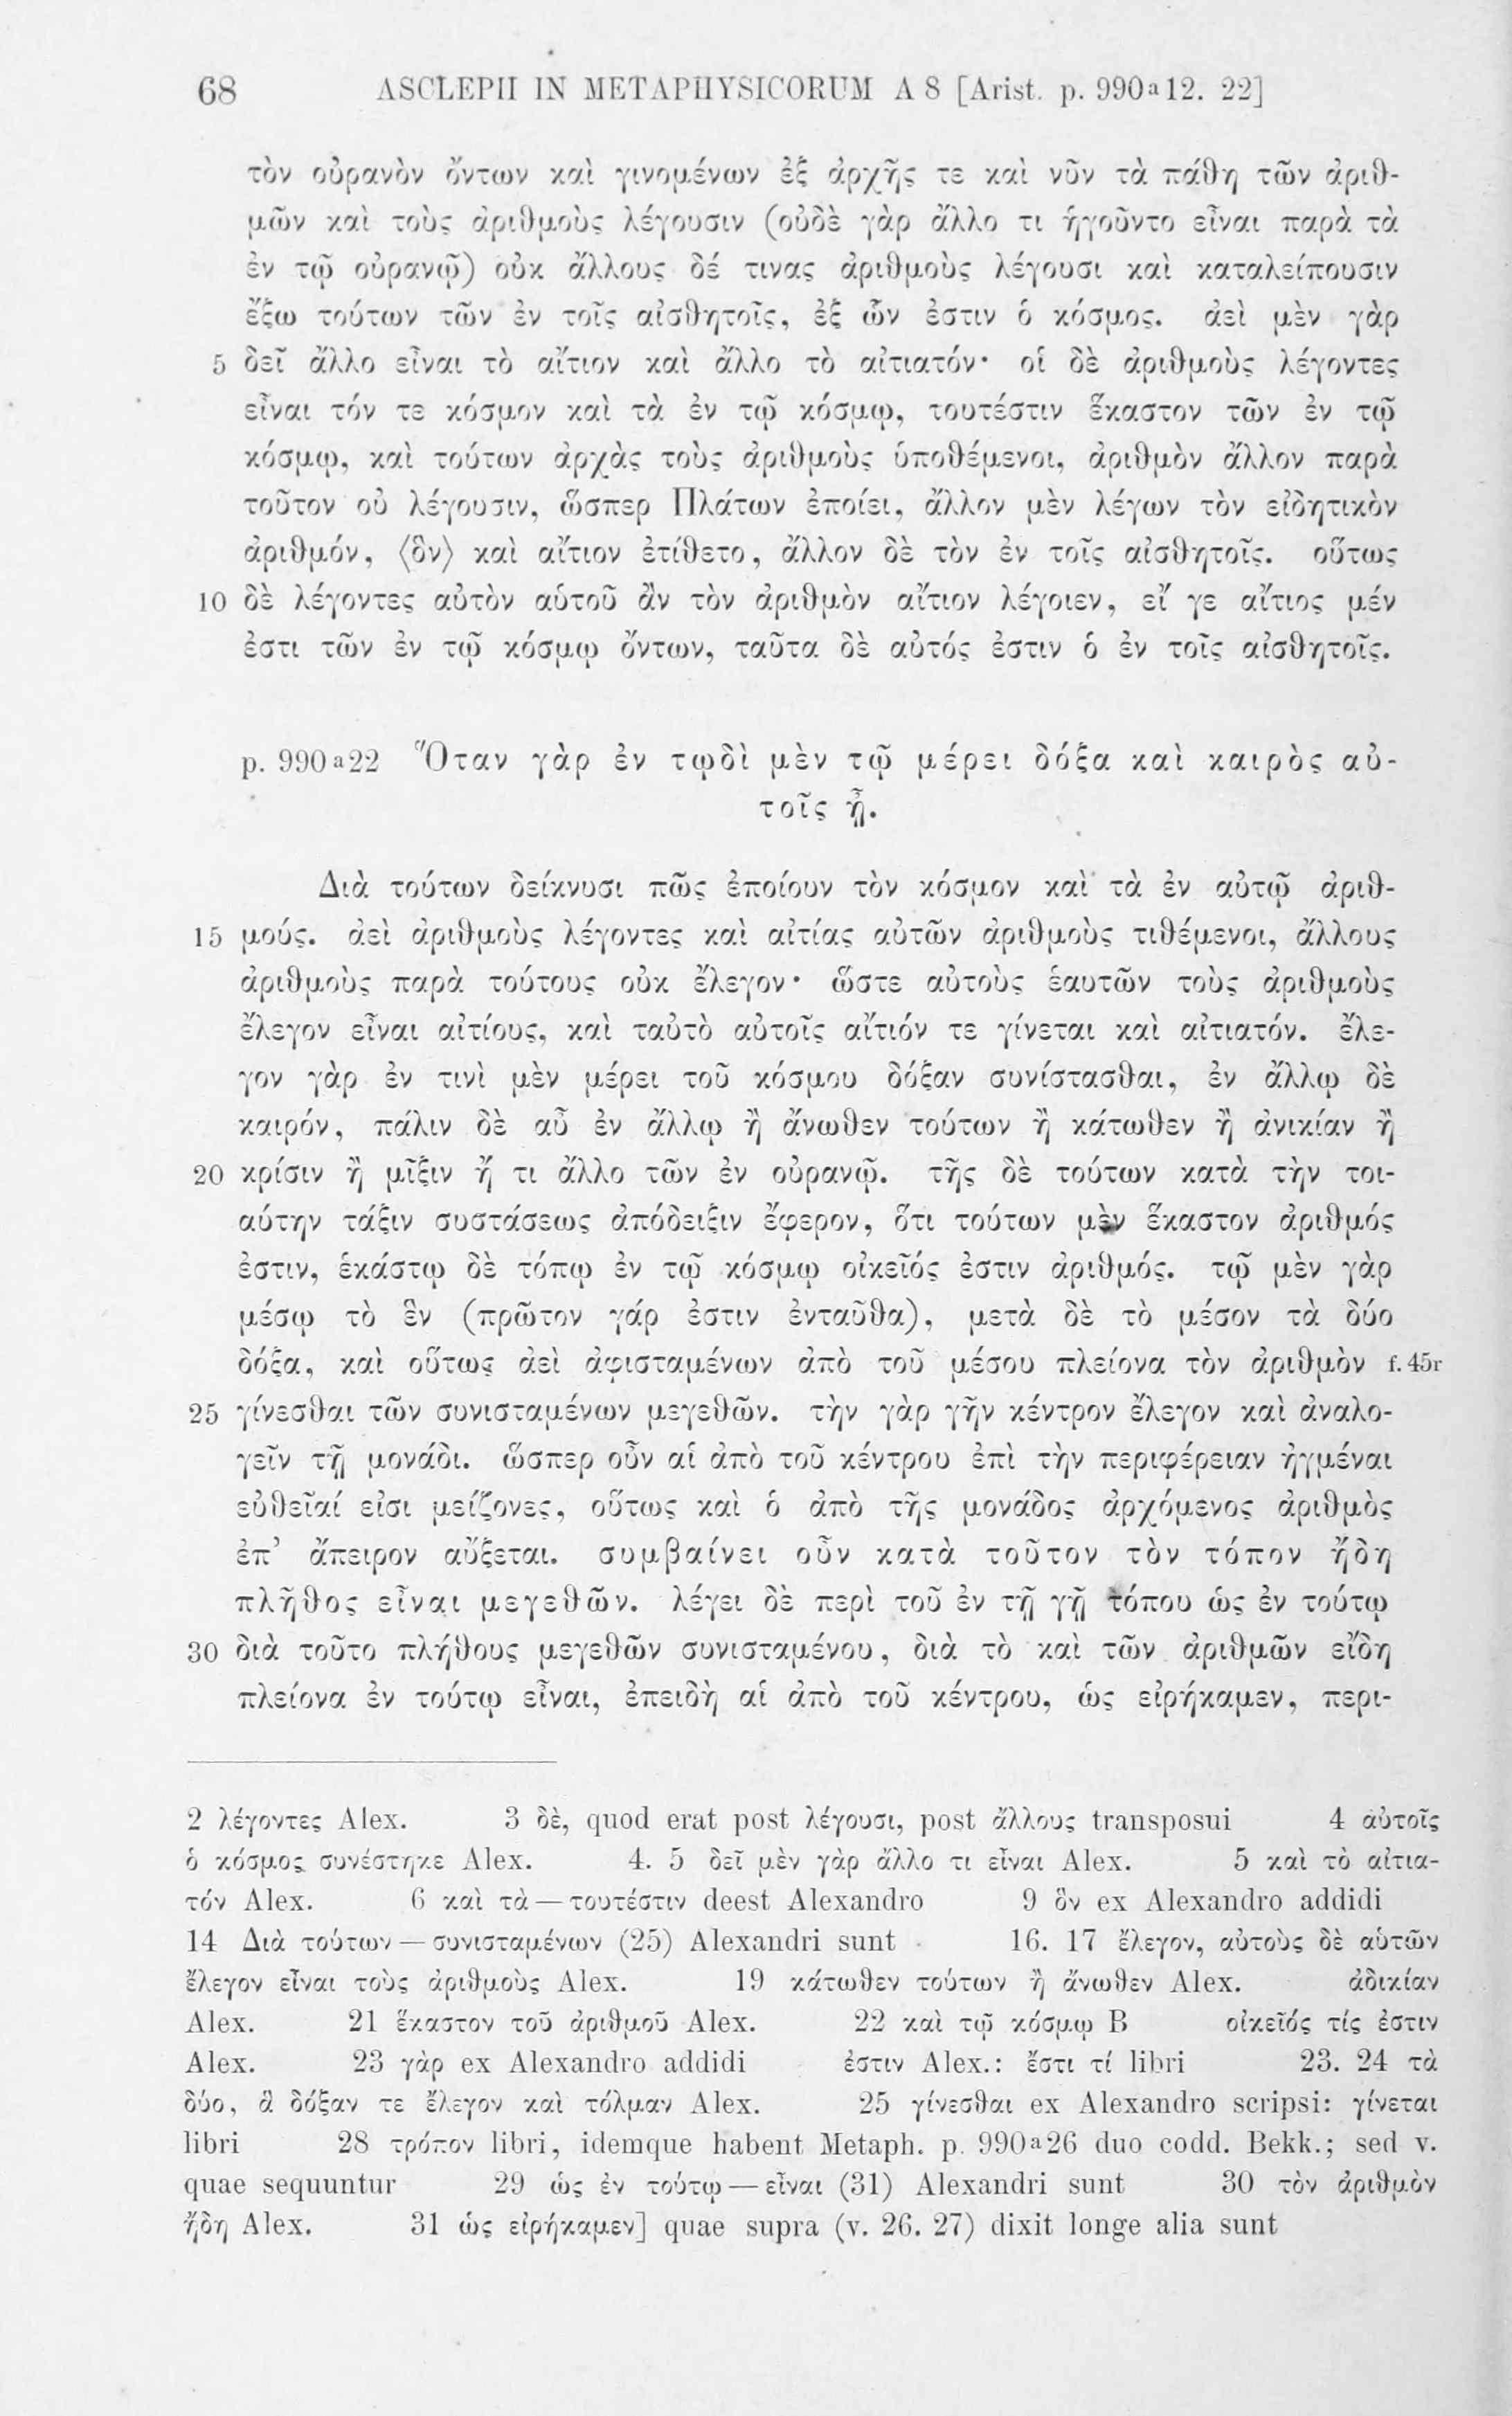 68 ASCLEPII IN METAPHYSICORUM A 8 [Arist. p. 990a12. 22]
τὸν οὐρανὸν ὄντων καὶ γινομένων ἐξ ἀρχῆς τε καὶ νῦν τὰ πάθη τῶν ἀριθ-
μῶν καὶ τοὺς ἀριθμοὺς λέγουσιν (οὐδὲ γὰρ ἄλλο τι ἡγοῦντο εἶναι παρὰ τὰ
ἐν τῷ οὐρανῷ) οὐκ ἄλλους δέ τινας ἀριθμοὺς λέγουσι καὶ καταλείπουσιν
ἔξω τούτων τῶν ἐν τοῖς αἰσθητοῖς, ἐξ ὧν ἐστιν ὁ κόσμος. ἀεὶ μὲν γὰρ
5 δεῖ ἄλλο εἶναι τὸ αἴτιον καὶ ἄλλο τὸ αἰτιατόν· οἱ δὲ ἀριθμοὺς λέγοντες
εἶναι τόν τε κόσμον καὶ τὰ ἐν τῷ κόσμῳ, τουτέστιν ἕκαστον τῶν ἐν τῷ
κόσμῳ, καὶ τούτων ἀρχὰς τοὺς ἀριθμοὺς ὑποθέμενοι, ἀριθμὸν ἄλλον παρὰ
τοῦτον οὐ λέγουσιν, ὥσπερ Πλάτων ἐποίει, ἄλλον μὲν λέγων τὸν εἰδητικὸν
ἀριθμόν, ⟨ὃν⟩ καὶ αἴτιον ἐτίθετο, ἄλλον δὲ τὸν ἐν τοῖς αἰσθητοῖς. οὕτως
10 δὲ λέγοντες αὐτὸν αὑτοῦ ἂν τὸν ἀριθμὸν αἴτιον λέγοιεν, εἴ γε αἴτιος μέν
ἐστι τῶν ἐν τῷ κόσμῳ ὄντων, ταῦτα δὲ αὐτός ἐστιν ὁ ἐν τοῖς αἰσθητοῖς.
p. 990a22 Ὅταν γὰρ ἐν τῳδὶ μὲν τῷ μέρει δόξα καὶ καιρὸς αὐ-
τοῖς ᾖ.
Διὰ τούτων δείκνυσι πῶς ἐποίουν τὸν κόσμον καὶ τὰ ἐν αὐτῷ ἀριθ-
15 μούς. ἀεὶ ἀριθμοὺς λέγοντες καὶ αἰτίας αὐτῶν ἀριθμοὺς τιθέμενοι, ἄλλους
ἀριθμοὺς παρὰ τούτους οὐκ ἔλεγον· ὥστε αὐτοὺς ἑαυτῶν τοὺς ἀριθμοὺς
ἔλεγον εἶναι αἰτίους, καὶ ταὐτὸ αὐτοῖς αἴτιόν τε γίνεται καὶ αἰτιατόν. ἔλε-
γον γὰρ ἐν τινὶ μὲν μέρει τοῦ κόσμου δόξαν συνίστασθαι, ἐν ἄλλῳ δὲ
καιρόν, πάλιν δὲ αὖ ἐν ἄλλῳ ἢ ἄνωθεν τούτων ἢ κάτωθεν ἢ ἀνικίαν ἢ
20 κρίσιν ἢ μῖξιν ἤ τι ἄλλο τῶν ἐν οὐρανῷ. τῆς δὲ τούτων κατὰ τὴν τοι-
αύτην τάξιν συστάσεως ἀπόδειξιν ἔφερον, ὅτι τούτων μὲν ἕκαστον ἀριθμός
ἐστιν, ἑκάστῳ δὲ τόπῳ ἐν τῷ κόσμῳ οἰκεῖός ἐστιν ἀριθμός. τῷ μὲν γὰρ
μέσῳ τὸ ἓν (πρῶτον γάρ ἐστιν ἐνταῦθα), μετὰ δὲ τὸ μέσον τὰ δύο
δόξα, καὶ οὕτως ἀεὶ ἀφισταμένων ἀπὸ τοῦ μέσου πλείονα τὸν ἀριθμὸν f. 45r
25 γίνεσθαι τῶν συνισταμένων μεγεθῶν. τὴν γὰρ γῆν κέντρον ἔλεγον καὶ ἀναλο-
γεῖν τῇ μονάδι. ὥσπερ οὖν αἱ ἀπὸ τοῦ κέντρου ἐπὶ τὴν περιφέρειαν ἠγμέναι
εὐθεῖαί εἰσι μείζονες, οὕτως καὶ ὁ ἀπὸ τῆς μονάδος ἀρχόμενος ἀριθμὸς
ἐπ’ ἄπειρον αὔξεται. συμβαίνει οὖν κατὰ τοῦτον τὸν τόπον ἤδη
πλῆθος εἶναι μεγεθῶν. λέγει δὲ περὶ τοῦ ἐν τῇ γῇ τόπου ὡς ἐν τούτῳ
30 διὰ τοῦτο πλήθους μεγεθῶν συνισταμένου, διὰ τὸ καὶ τῶν ἀριθμῶν εἴδη
πλείονα ἐν τούτῳ εἶναι, ἐπειδὴ αἱ ἀπὸ τοῦ κέντρου, ὡς εἰρήκαμεν, περι-
2 λέγοντες Alex. 3 δὲ, quod erat post λέγουσι, post ἄλλους transposui 4 αὐτοῖς
ὁ κόσμος συνέστηκε Alex. 4. 5 δεῖ μὲν γὰρ ἄλλο τι εἶναι Alex. 5 καὶ τὸ αἰτια-
τόν Alex. 6 καὶ τὰ — τουτέστιν deest Alexandro 9 ὃν ex Alexandro addidi
14 Διὰ τούτων — συνισταμένων (25) Alexandri sunt 16. 17 ἔλεγον, αὐτοὺς δὲ αὑτῶν
ἔλεγον εἶναι τοὺς ἀριθμοὺς Alex. 19 κάτωθεν τούτων ἢ ἄνωθεν Alex. ἀδικίαν
Alex. 21 ἕκαστον τοῦ ἀριθμοῦ Alex. 22 καὶ τῷ κόσμῳ B οἰκεῖός τίς ἐστιν
Alex. 23 γὰρ ex Alexandro addidi ἐστιν Alex.: ἔστι τί libri 23. 24 τὰ
δύο, ἃ δόξαν τε ἔλεγον καὶ τόλμαν Alex. 25 γίνεσθαι ex Alexandro scripsi: γίνεται
libri 28 τρόπον libri, idemque habent Metaph. p. 990a26 duo codd. Bekk.; sed v.
quae sequuntur 29 ὡς ἐν τούτῳ — εἶναι (31) Alexandri sunt 30 τὸν ἀριθμὸν
ἤδη Alex. 31 ὡς εἰρήκαμεν] quae supra (v. 26. 27) dixit longe alia sunt